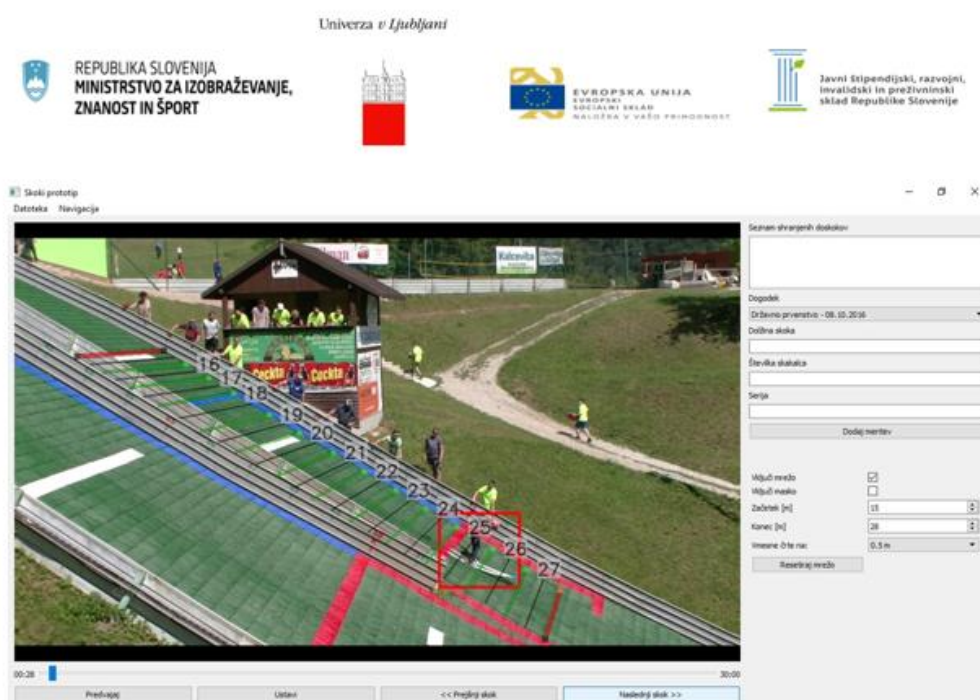 Univerza v Ljubljani
REPUBLIKA SLOVENIJA
MINISTRSTVO ZA IZOBRAŽEVANJE,
ZNANOST IN ŠPORT
EVROPSKA UNIJA
EVROPSKI
SOCIALNI SKLAD
NALOŽBA V VAŠO PRIHODNOST
Javni štipendijski, razvojni,
invalidski in preživninski
sklad Republike Slovenije
Skoki prototip
Datoteka Navigacija
Seznam shranjenih doskokov
Dogodek
Državno prvenstvo - 08.10.2016
Dolžina skoka
Številka skakalca
Serija
Dodaj meritev
Vključi mrežo
Vključi masko
Začetek [m] 15
Konec [m] 28
Vmesne črte na: 0.5 m
Resetiraj mrežo
Kalcevita
Cockta Cockta
16
17
18
19
20
21
22
23
24
25
26
27
00:28 30:00
Predvajaj Ustavi << Prejšnji skok Naslednji skok >>